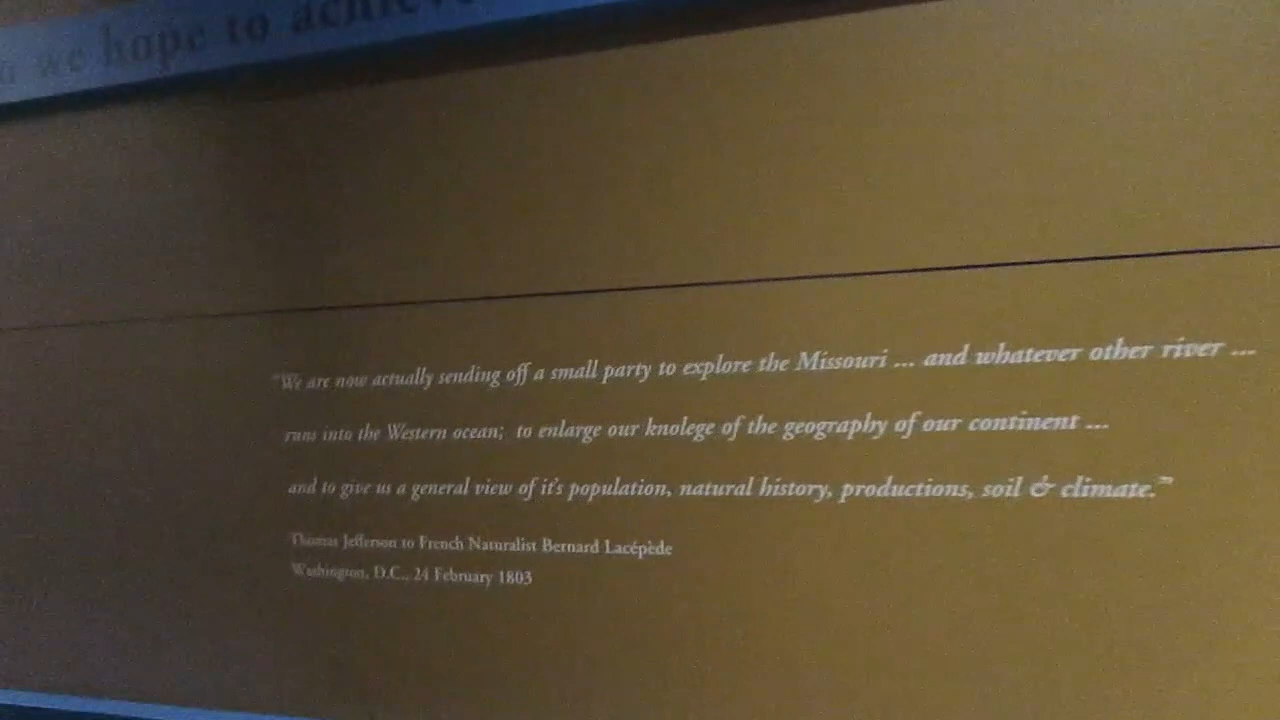 we hope to achieve
"We are now actually sending off a small party to explore the Missouri ... and whatever other river ...
runs into the Western ocean; to enlarge our knolege of the geography of our continent ...
and to give us a general view of it's population, natural history, productions, soil & climate."
Thomas Jefferson to French Naturalist Bernard Lacépède
Washington, D.C., 24 February 1803